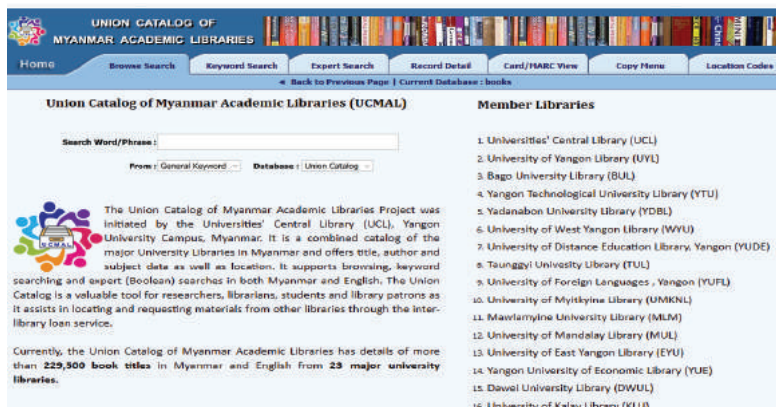 UNION CATALOG OF
MYANMAR ACADEMIC LIBRARIES
Home
Browse Search
Keyword Search
Expert Search
Record Detail
Card/MARC View
Copy Menu
Location Codes
◄ Back to Previous Page | Current Database : books
Union Catalog of Myanmar Academic Libraries (UCMAL)
Search Word/Phrase :
From : General Keyword
Database : Union Catalog
UCMAL
The Union Catalog of Myanmar Academic Libraries Project was
initiated by the Universities' Central Library (UCL), Yangon
University Campus, Myanmar. It is a combined catalog of the
major University Libraries in Myanmar and offers title, author and
subject data as well as location. It supports browsing, keyword
searching and expert (Boolean) searches in both Myanmar and English. The Union
Catalog is a valuable tool for researchers, librarians, students and library patrons as
it assists in locating and requesting materials from other libraries through the inter-
library loan service.
Currently, the Union Catalog of Myanmar Academic Libraries has details of more
than 229,500 book titles in Myanmar and English from 23 major university
libraries.
Member Libraries
1. Universities' Central Library (UCL)
2. University of Yangon Library (UYL)
3. Bago University Library (BUL)
4. Yangon Technological University Library (YTU)
5. Yadanabon University Library (YDBL)
6. University of West Yangon Library (WYU)
7. University of Distance Education Library, Yangon (YUDE)
8. Taunggyi Univesity Library (TUL)
9. University of Foreign Languages , Yangon (YUFL)
10. University of Myitkyina Library (UMKNL)
11. Mawlamyine University Library (MLM)
12. University of Mandalay Library (MUL)
13. University of East Yangon Library (EYU)
14. Yangon University of Economic Library (YUE)
15. Dawei University Library (DWUL)
16. University of Kalay Library (KLU)